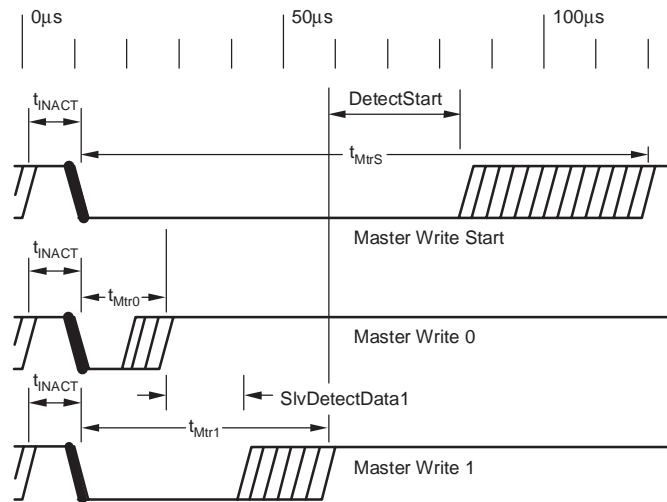 0µs 50µs 100µs
DetectStart
tINACT
tMtrS
Master Write Start
tINACT
tMtr0
Master Write 0
tINACT
SlvDetectData1
tMtr1
Master Write 1